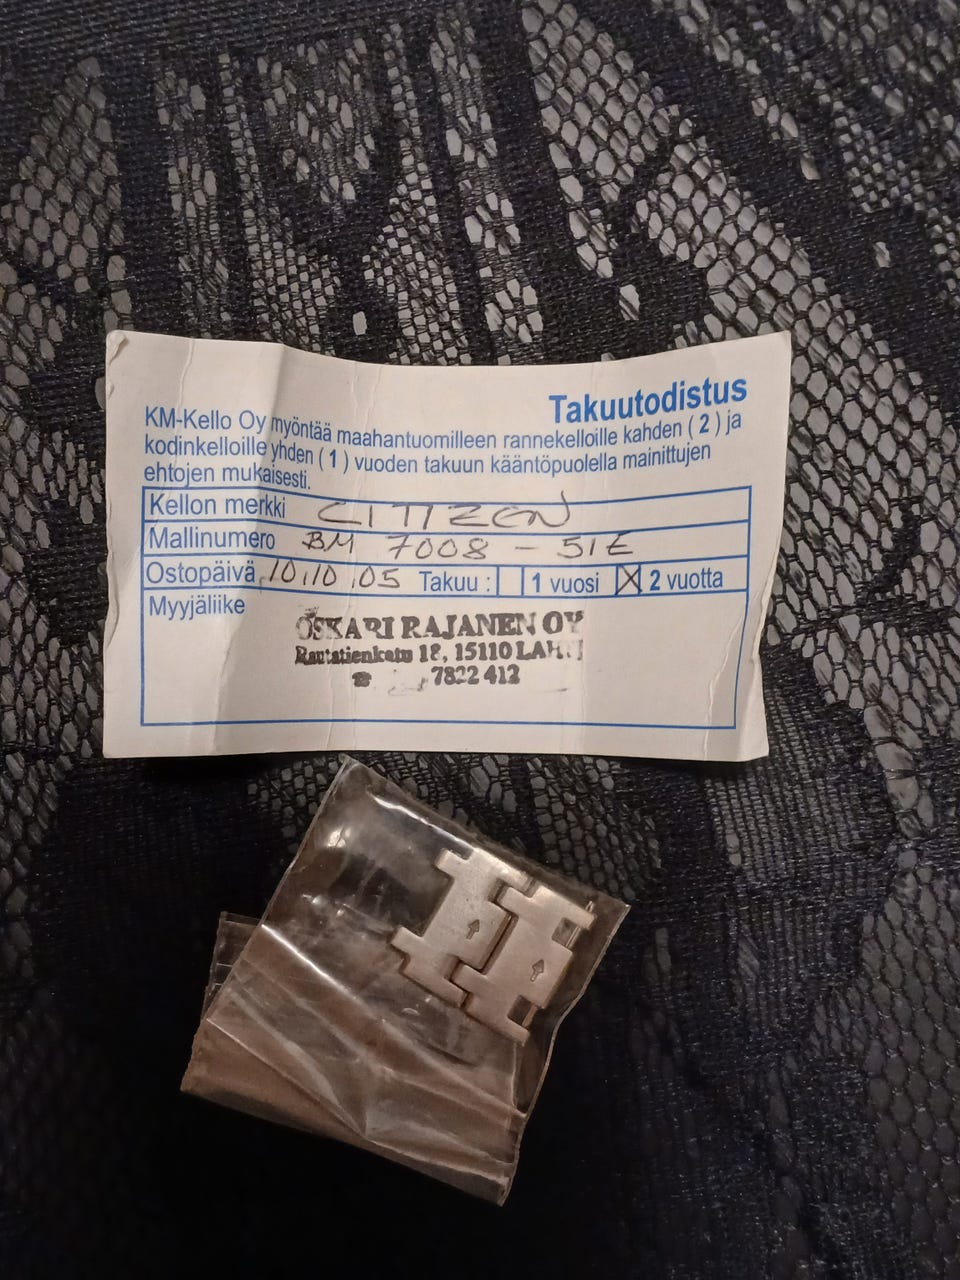 Takuutodistus
KM-Kello Oy myöntää maahantuomilleen rannekelloille kahden ( 2 ) ja
kodinkelloille yhden ( 1 ) vuoden takuun kääntöpuolella mainittujen
ehtojen mukaisesti.
Kellon merkki CITIZEN
Mallinumero BM 7008 - 51E
Ostopäivä 10.10.05 Takuu : 1 vuosi X 2 vuotta
Myyjäliike
OSKARI RAJANEN OY
Rautatienkatu 18, 15110 LAHTI
☎ 7822 412